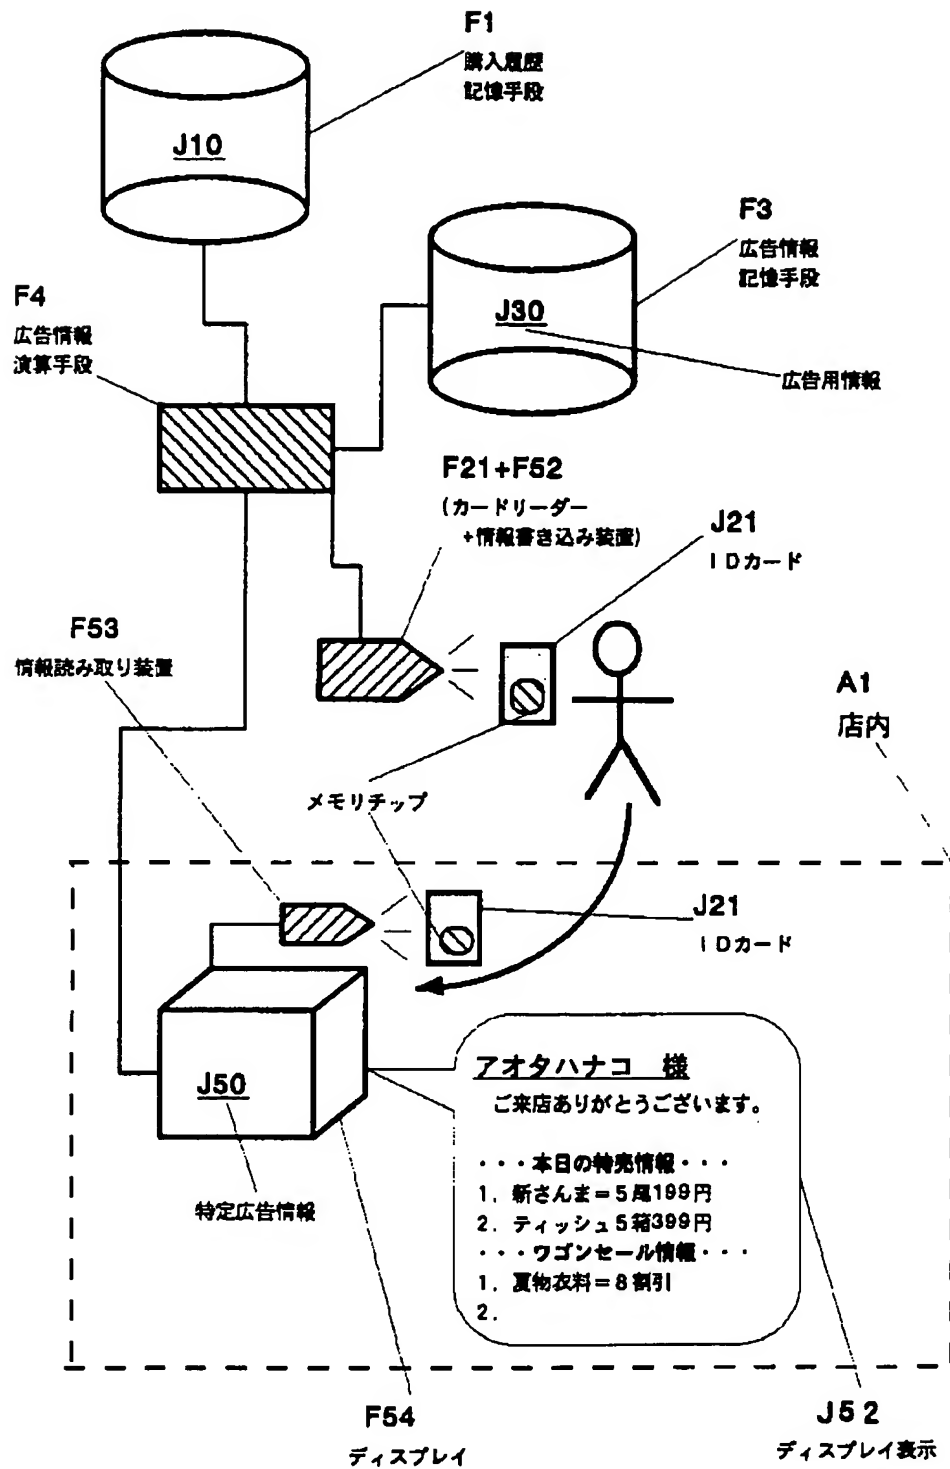 F1
購入履歴
記憶手段
J10
F3
広告情報
記憶手段
J30
広告用情報
F4
広告情報
演算手段
F21+F52
(カードリーダー
+情報書き込み装置)
J21
IDカード
F53
情報読み取り装置
A1
店内
メモリチップ
J21
IDカード
J50
特定広告情報
アオタハナコ 様
ご来店ありがとうございます。
・・・本日の特売情報・・・
1. 新さんま=5尾199円
2. ティッシュ5箱399円
・・・ワゴンセール情報・・・
1. 夏物衣料=8割引
2.
F54
ディスプレイ
J52
ディスプレイ表示